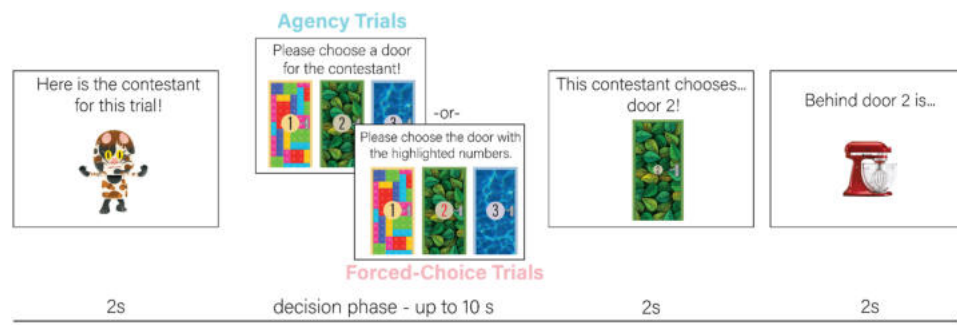 Agency Trials
Here is the contestant
for this trial!
Please choose a door
for the contestant!
1 2 3
-or-
Please choose the door with
the highlighted numbers.
1 2 3
Forced-Choice Trials
This contestant chooses...
door 2!
2
Behind door 2 is...
2s
decision phase - up to 10 s
2s
2s